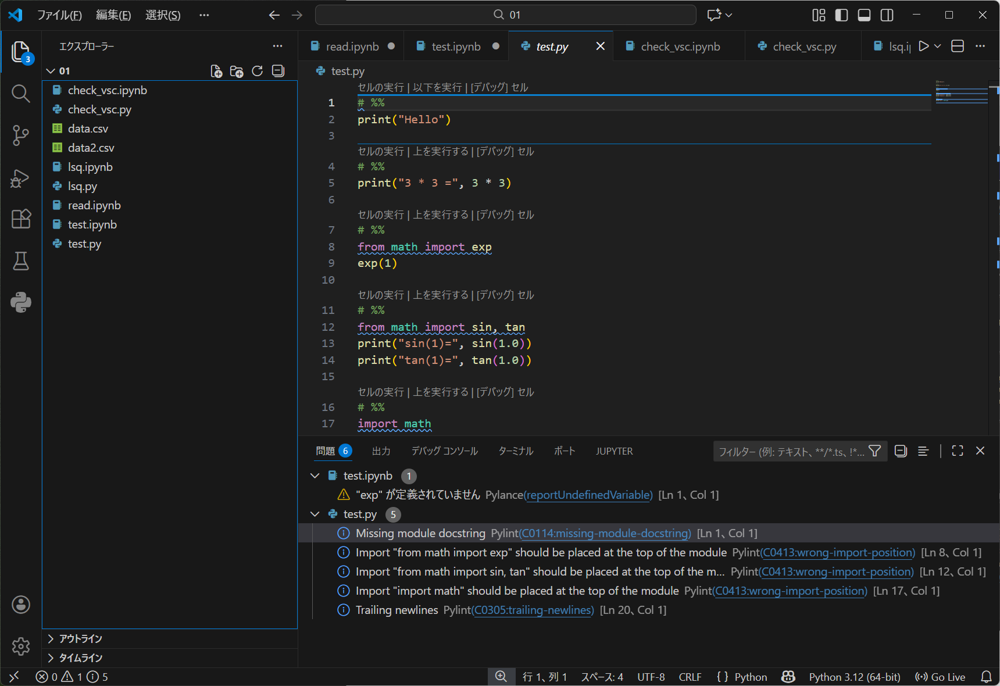 ファイル(F) 編集(E) 選択(S) ··· 01
エクスプローラー
3
01
check_vsc.ipynb
check_vsc.py
data.csv
data2.csv
lsq.ipynb
lsq.py
read.ipynb
test.ipynb
test.py
アウトライン
タイムライン
read.ipynb test.ipynb test.py check_vsc.ipynb check_vsc.py lsq.i
test.py
セルの実行 | 以下を実行 | [デバッグ] セル
1 # %%
2 print("Hello")
3
セルの実行 | 上を実行する | [デバッグ] セル
4 # %%
5 print("3 * 3 =", 3 * 3)
6
セルの実行 | 上を実行する | [デバッグ] セル
7 # %%
8 from math import exp
9 exp(1)
10
セルの実行 | 上を実行する | [デバッグ] セル
11 # %%
12 from math import sin, tan
13 print("sin(1)=", sin(1.0))
14 print("tan(1)=", tan(1.0))
15
セルの実行 | 上を実行する | [デバッグ] セル
16 # %%
17 import math
問題 6 出力 デバッグ コンソール ターミナル ポート JUPYTER フィルター (例: テキスト、**/*.ts、!*...
test.ipynb 1
"exp" が定義されていません Pylance(reportUndefinedVariable) [Ln 1、Col 1]
test.py 5
Missing module docstring Pylint(C0114:missing-module-docstring) [Ln 1、Col 1]
Import "from math import exp" should be placed at the top of the module Pylint(C0413:wrong-import-position) [Ln 8、Col 1]
Import "from math import sin, tan" should be placed at the top of the m... Pylint(C0413:wrong-import-position) [Ln 12、Col 1]
Import "import math" should be placed at the top of the module Pylint(C0413:wrong-import-position) [Ln 17、Col 1]
Trailing newlines Pylint(C0305:trailing-newlines) [Ln 20、Col 1]
0 1 5 行 1、列 1 スペース: 4 UTF-8 CRLF { } Python Python 3.12 (64-bit) Go Live